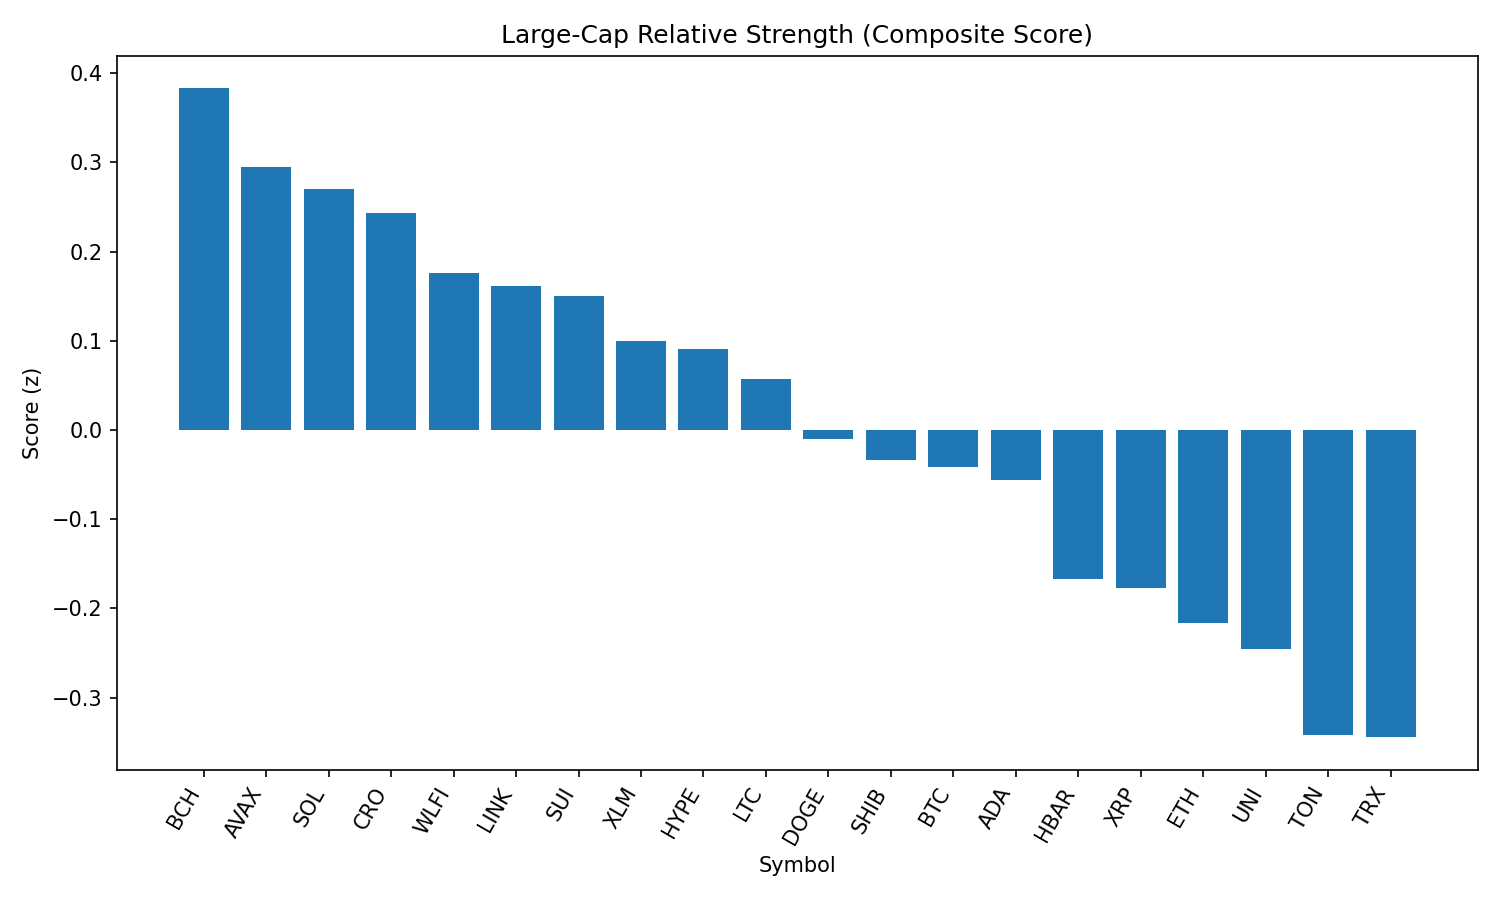 Large-Cap Relative Strength (Composite Score)
0.4
0.3
0.2
0.1
0.0
−0.1
−0.2
−0.3
Score (z)
BCH
AVAX
SOL
CRO
WLFI
LINK
SUI
XLM
HYPE
LTC
DOGE
SHIB
BTC
ADA
HBAR
XRP
ETH
UNI
TON
TRX
Symbol